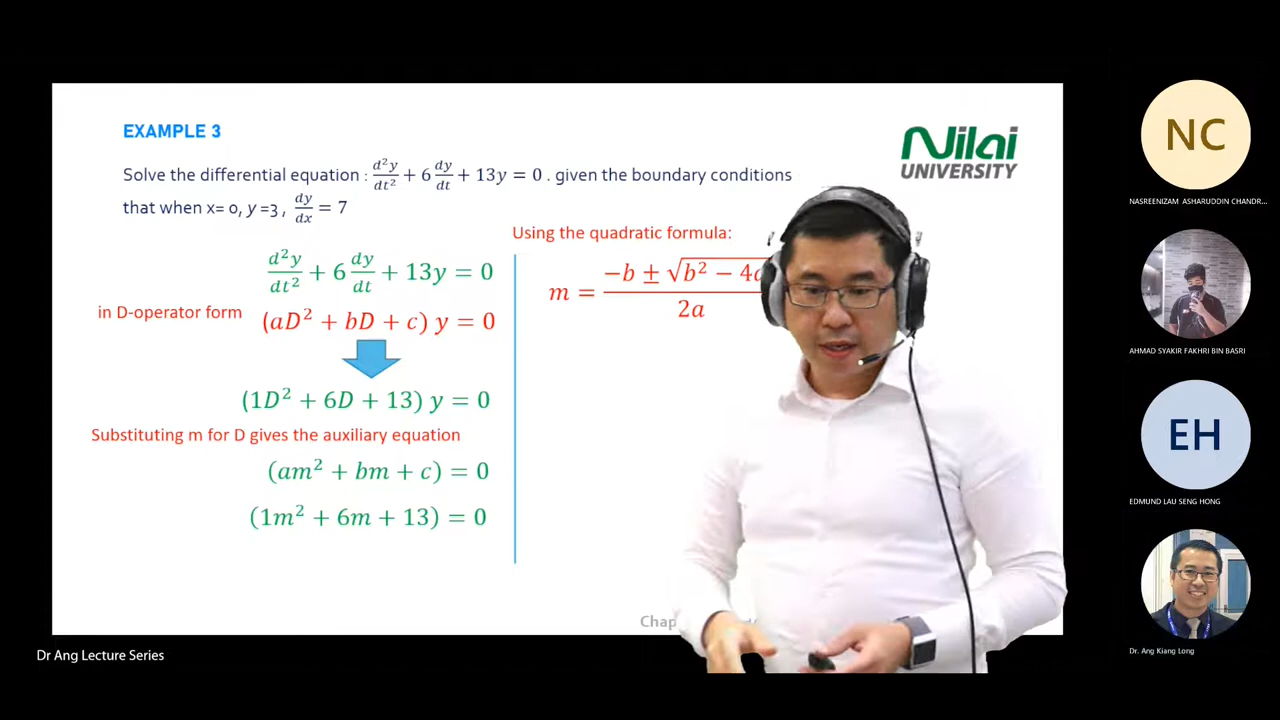 EXAMPLE 3
Nilai
UNIVERSITY
Solve the differential equation : d²y/dt² + 6 dy/dt + 13y = 0 . given the boundary conditions
that when x= 0, y =3 , dy/dx = 7
d²y/dt² + 6 dy/dt + 13y = 0
in D-operator form
(aD² + bD + c) y = 0
(1D² + 6D + 13) y = 0
Substituting m for D gives the auxiliary equation
(am² + bm + c) = 0
(1m² + 6m + 13) = 0
Using the quadratic formula:
m = −b ± √b² − 4 / 2a
Dr Ang Lecture Series
NC
NASREENIZAM ASHARUDDIN CHANDR...
AHMAD SYAKIR FAKHRI BIN BASRI
EH
EDMUND LAU SENG HONG
Dr. Ang Kiang Long